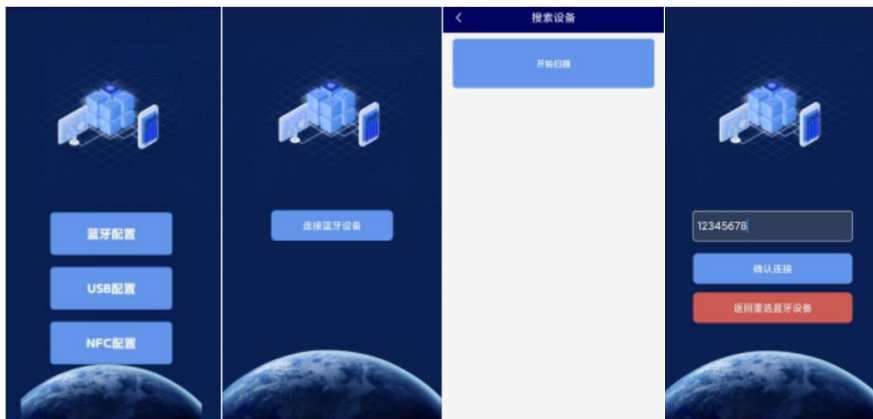 蓝牙配置
USB配置
NFC配置
连接蓝牙设备
搜索设备
开始扫描
12345678
确认连接
返回重选蓝牙设备